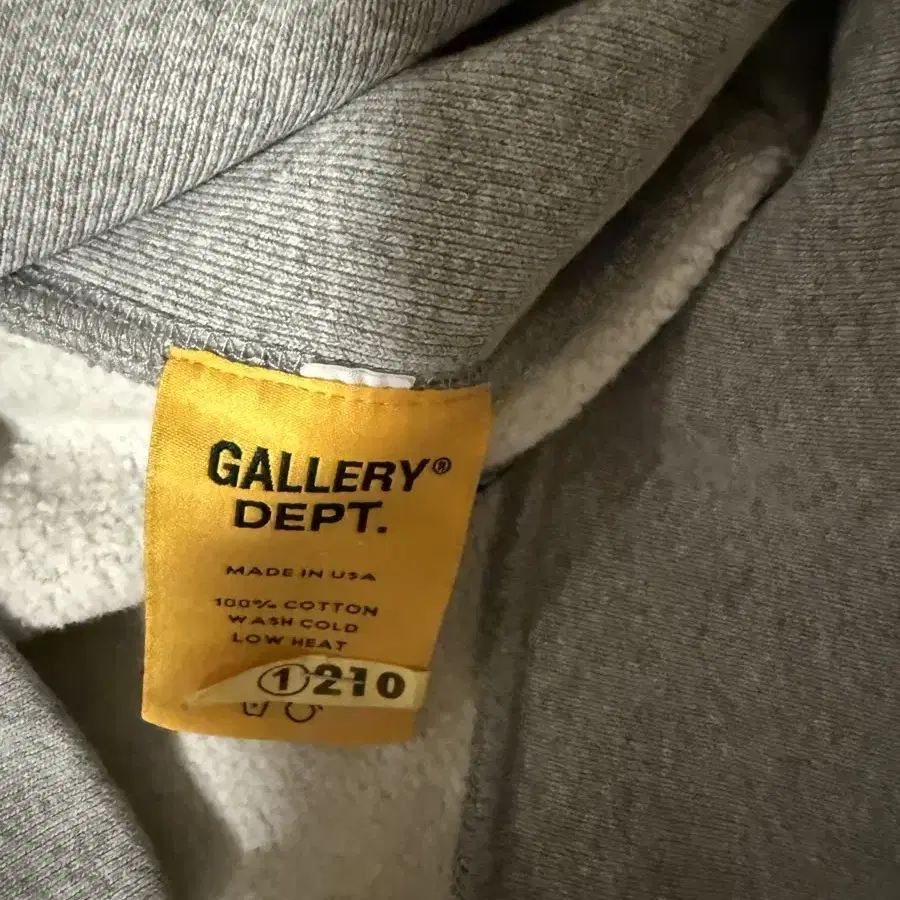 GALLERY®
DEPT.
MADE IN USA
100% COTTON
WASH COLD
LOW HEAT
①210